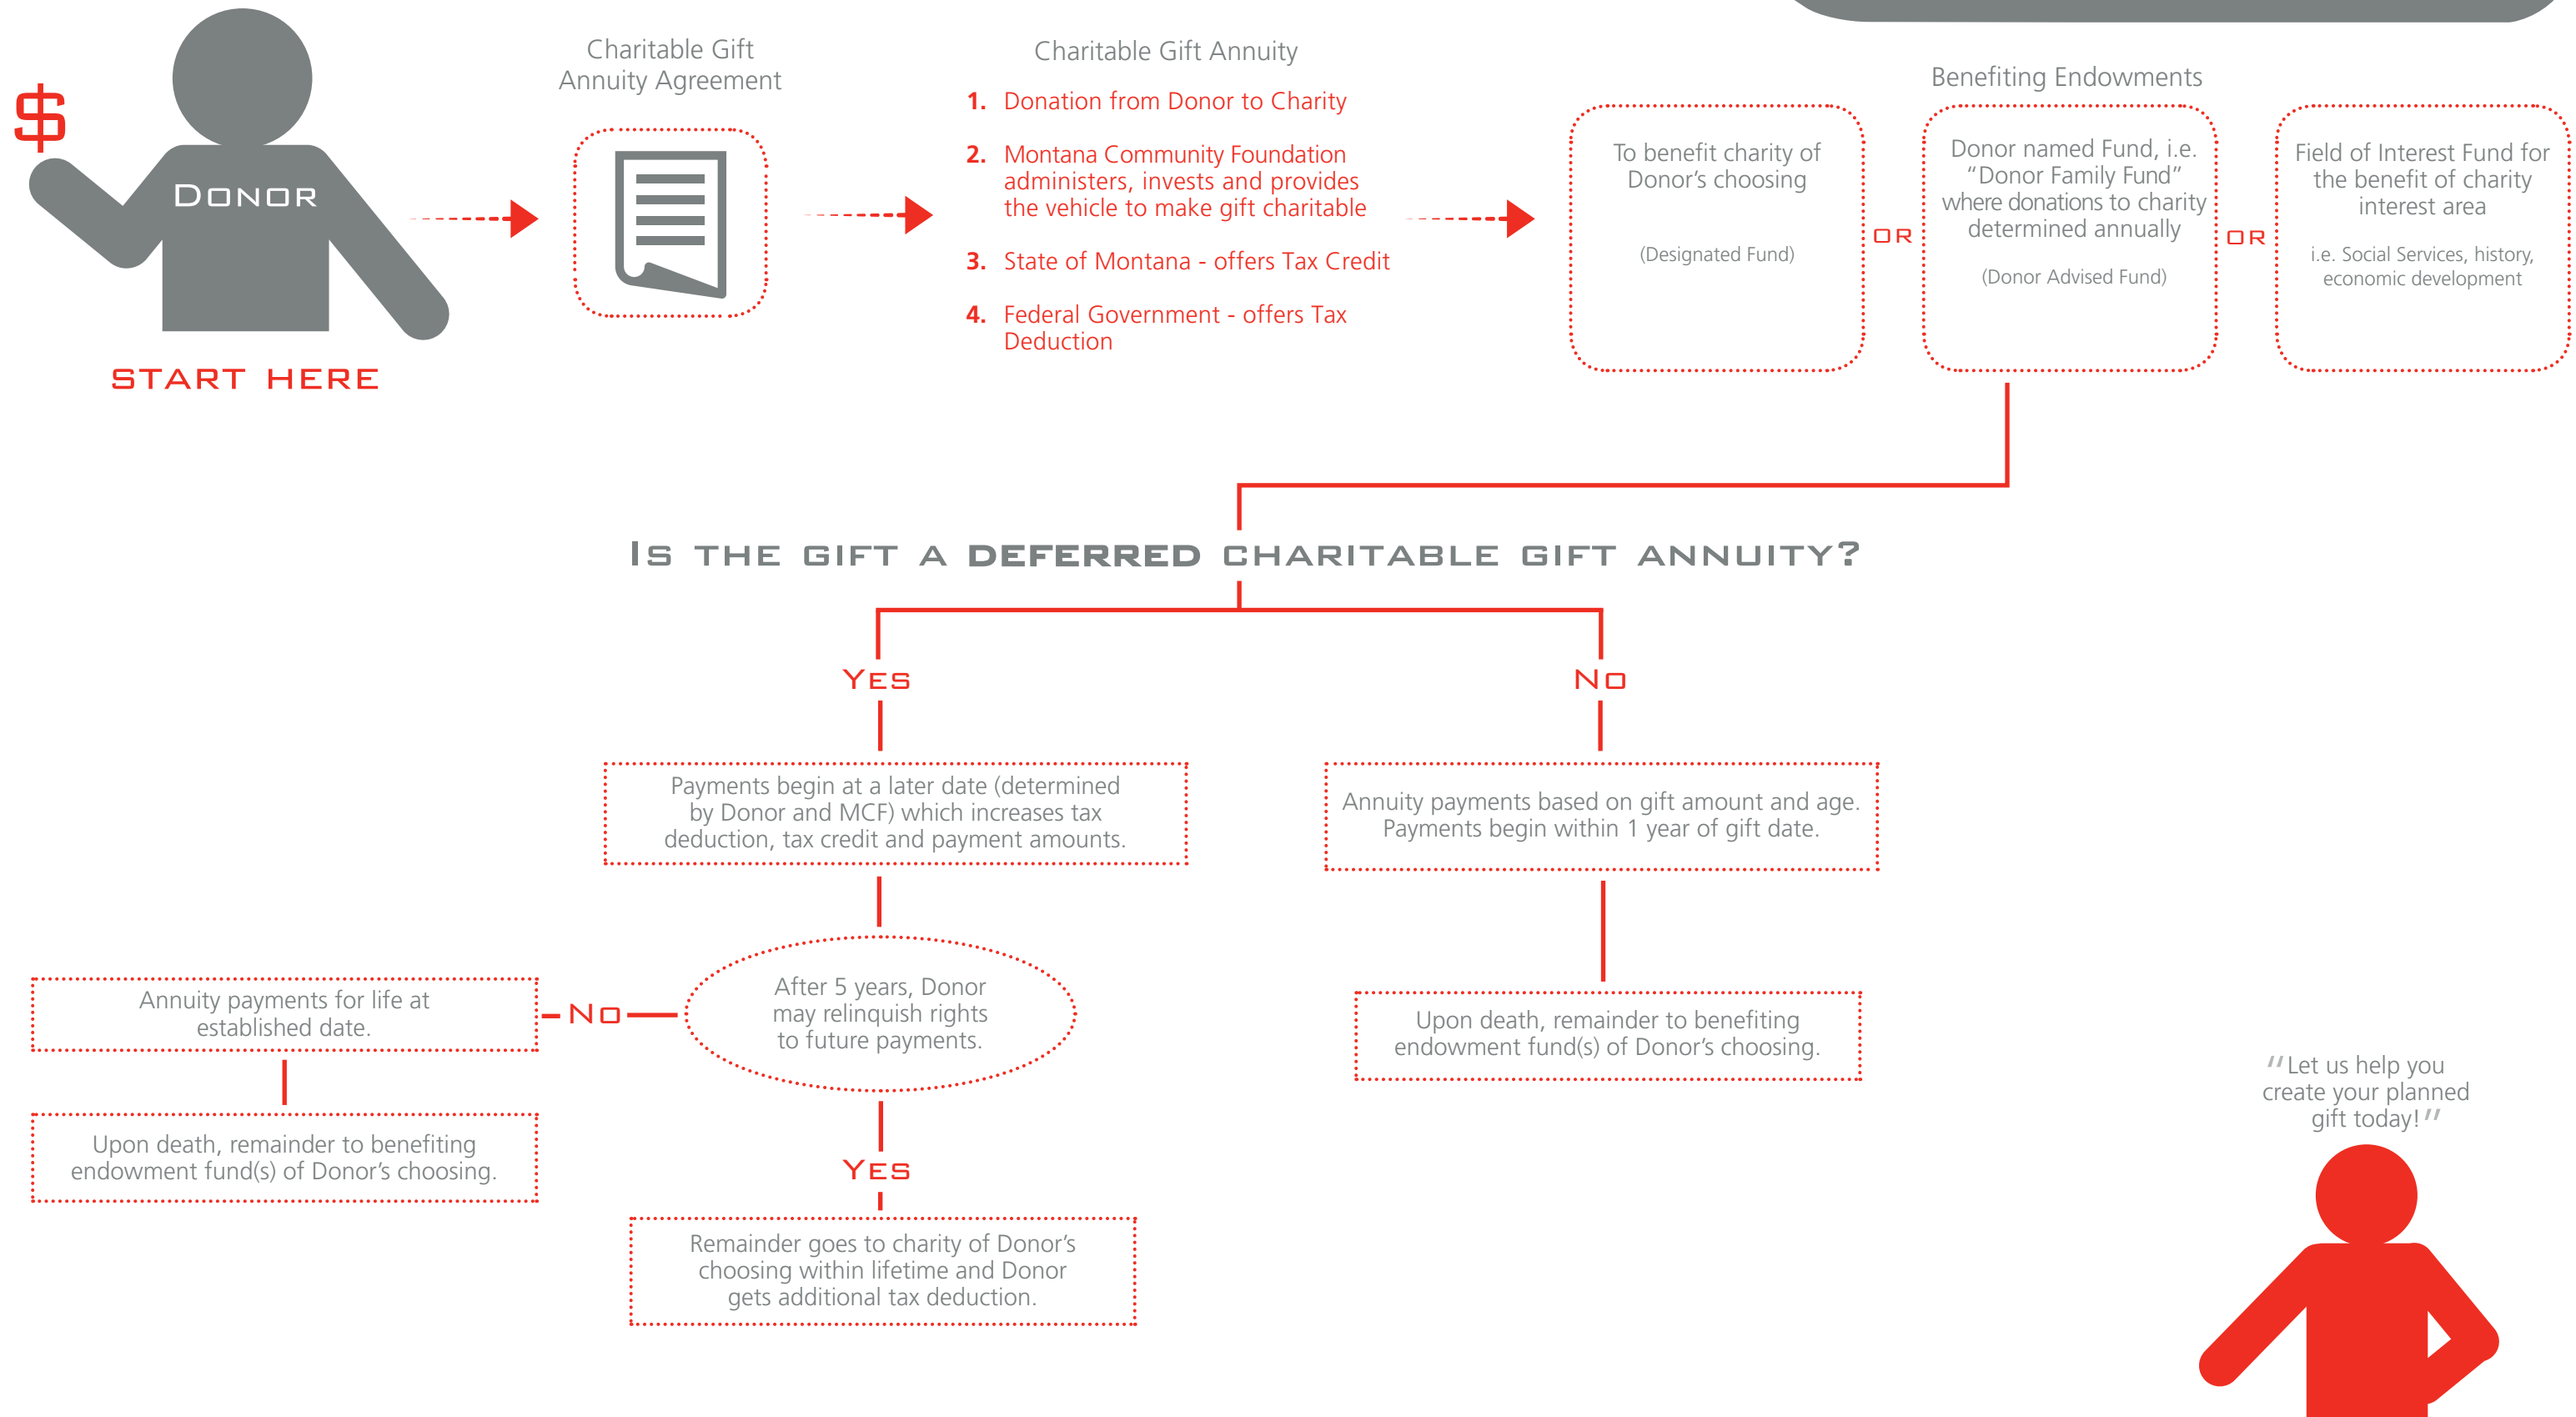 $
Donor
START HERE
Charitable Gift
Annuity Agreement
Charitable Gift Annuity
1. Donation from Donor to Charity
2. Montana Community Foundation
administers, invests and provides
the vehicle to make gift charitable
3. State of Montana - offers Tax Credit
4. Federal Government - offers Tax
Deduction
Benefiting Endowments
To benefit charity of
Donor’s choosing
(Designated Fund)
OR
Donor named Fund, i.e.
“Donor Family Fund”
where donations to charity
determined annually
(Donor Advised Fund)
OR
Field of Interest Fund for
the benefit of charity
interest area
i.e. Social Services, history,
economic development
Is the gift a deferred charitable gift annuity?
Yes
No
Payments begin at a later date (determined
by Donor and MCF) which increases tax
deduction, tax credit and payment amounts.
Annuity payments based on gift amount and age.
Payments begin within 1 year of gift date.
After 5 years, Donor
may relinquish rights
to future payments.
No
Annuity payments for life at
established date.
Upon death, remainder to benefiting
endowment fund(s) of Donor’s choosing.
Yes
Remainder goes to charity of Donor’s
choosing within lifetime and Donor
gets additional tax deduction.
Upon death, remainder to benefiting
endowment fund(s) of Donor’s choosing.
"Let us help you
create your planned
gift today!"